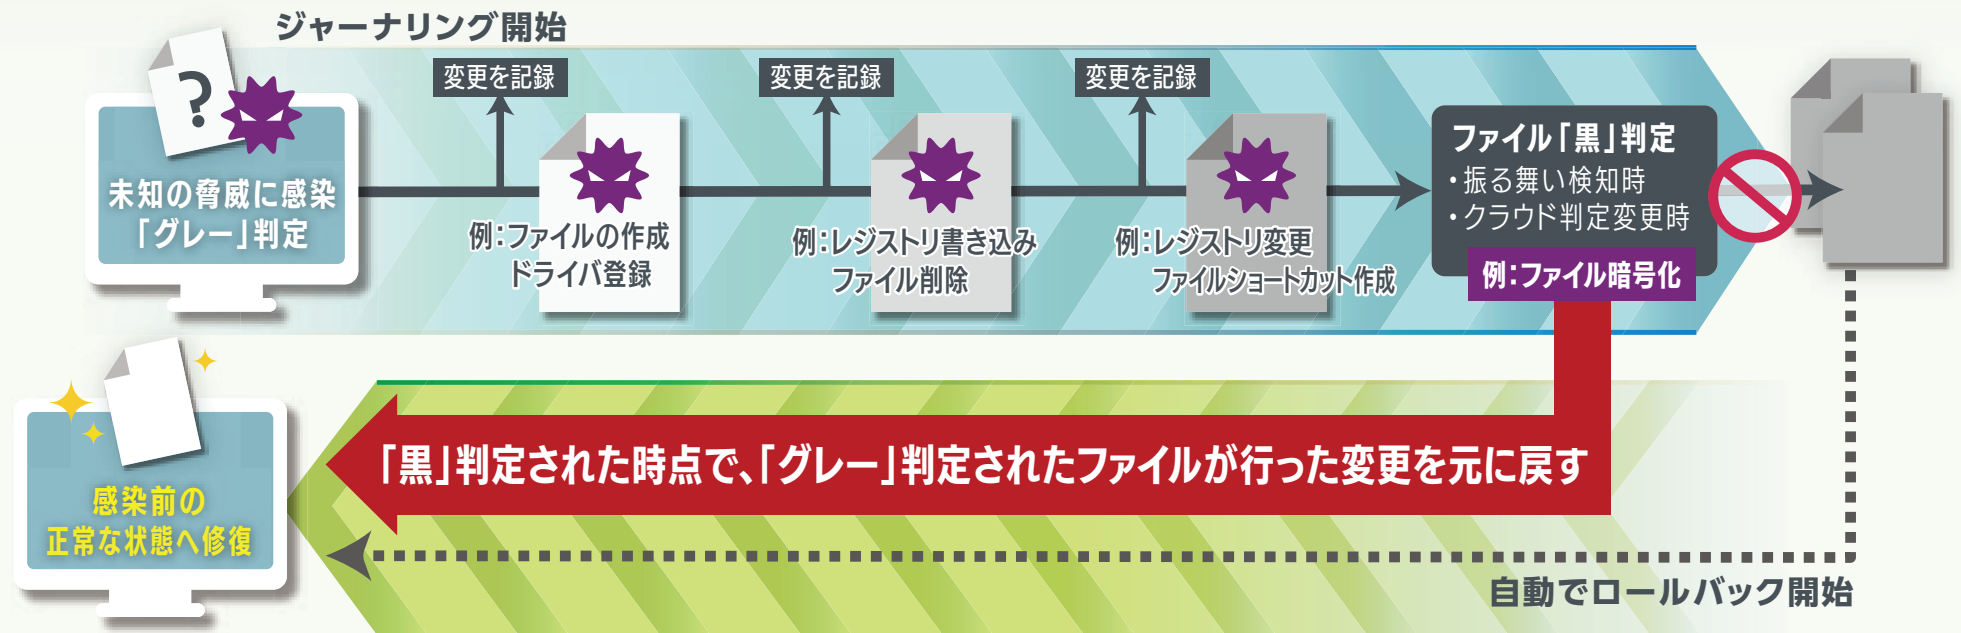 ジャーナリング開始
変更を記録
変更を記録
変更を記録
?
未知の脅威に感染
「グレー」判定
例：ファイルの作成
ドライバ登録
例：レジストリ書き込み
ファイル削除
例：レジストリ変更
ファイルショートカット作成
ファイル「黒」判定
・振る舞い検知時
・クラウド判定変更時
例：ファイル暗号化
「黒」判定された時点で、「グレー」判定されたファイルが行った変更を元に戻す
感染前の
正常な状態へ修復
自動でロールバック開始